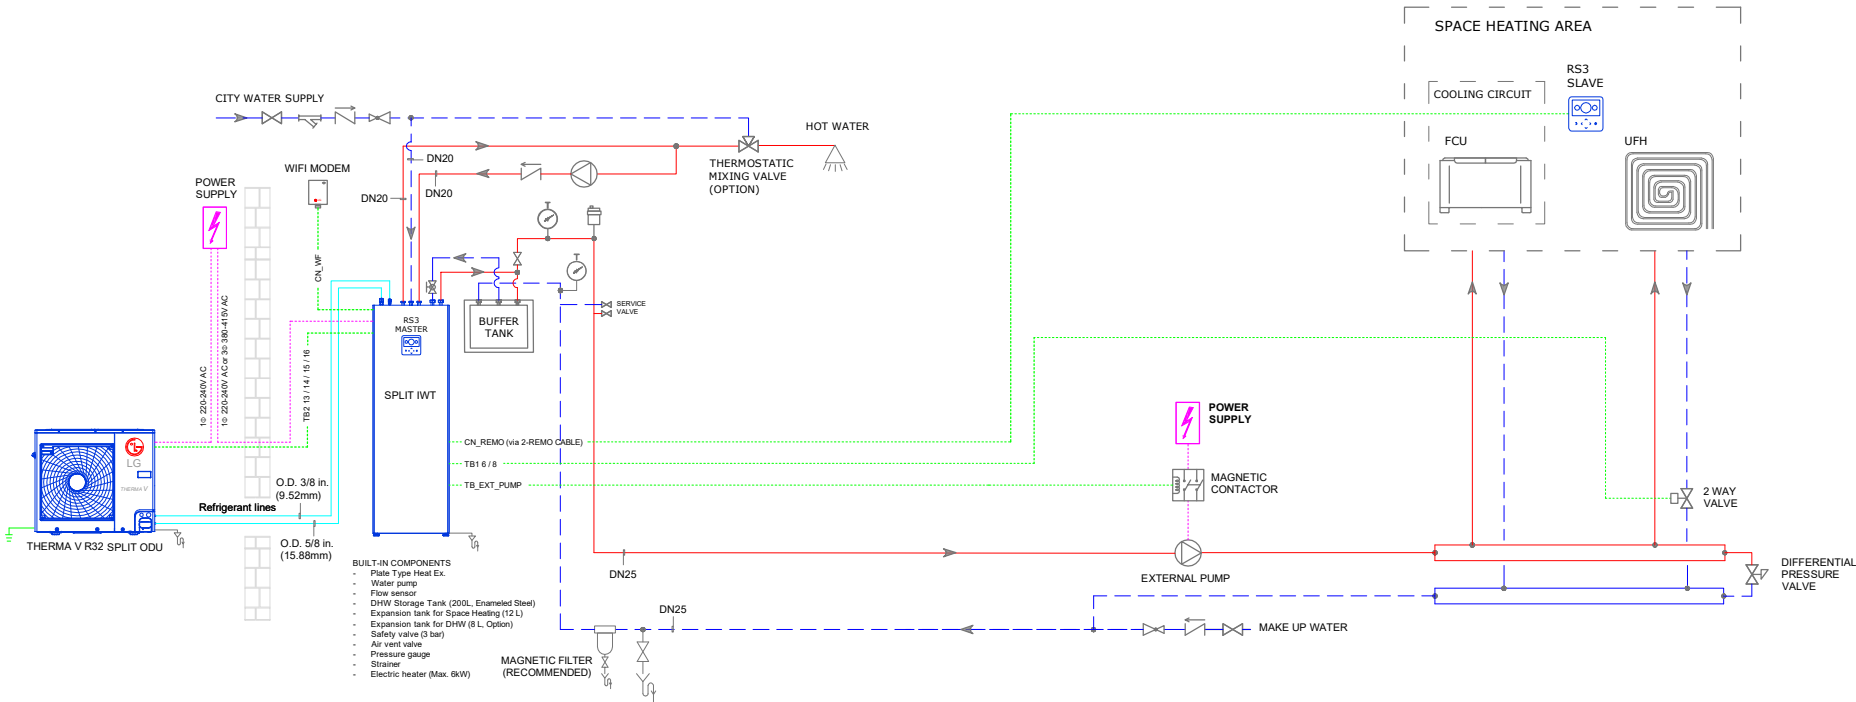 SPACE HEATING AREA
RS3
SLAVE
COOLING CIRCUIT
FCU
UFH
CITY WATER SUPPLY
HOT WATER
DN20
THERMOSTATIC
MIXING VALVE
(OPTION)
WIFI MODEM
POWER
SUPPLY
DN20
DN20
CN_WF
1Φ 220-240V AC
1Φ 220-240V AC or 3Φ 380-415V AC
TB2 13 / 14 / 15 / 16
RS3
MASTER
BUFFER
TANK
SERVICE
VALVE
SPLIT IWT
POWER
SUPPLY
CN_REMO (via 2-REMO CABLE)
TB1 6 / 8
TB_EXT_PUMP
MAGNETIC
CONTACTOR
2 WAY
VALVE
LG
THERMA V
O.D. 3/8 in.
(9.52mm)
Refrigerant lines
O.D. 5/8 in.
(15.88mm)
THERMA V R32 SPLIT ODU
DN25
EXTERNAL PUMP
DIFFERENTIAL
PRESSURE
VALVE
BUILT-IN COMPONENTS
- Plate Type Heat Ex.
- Water pump
- Flow sensor
- DHW Storage Tank (200L, Enameled Steel)
- Expansion tank for Space Heating (12 L)
- Expansion tank for DHW (8 L, Option)
- Safety valve (3 bar)
- Air vent valve
- Pressure gauge
- Strainer
- Electric heater (Max. 6kW)
DN25
MAKE UP WATER
MAGNETIC FILTER
(RECOMMENDED)